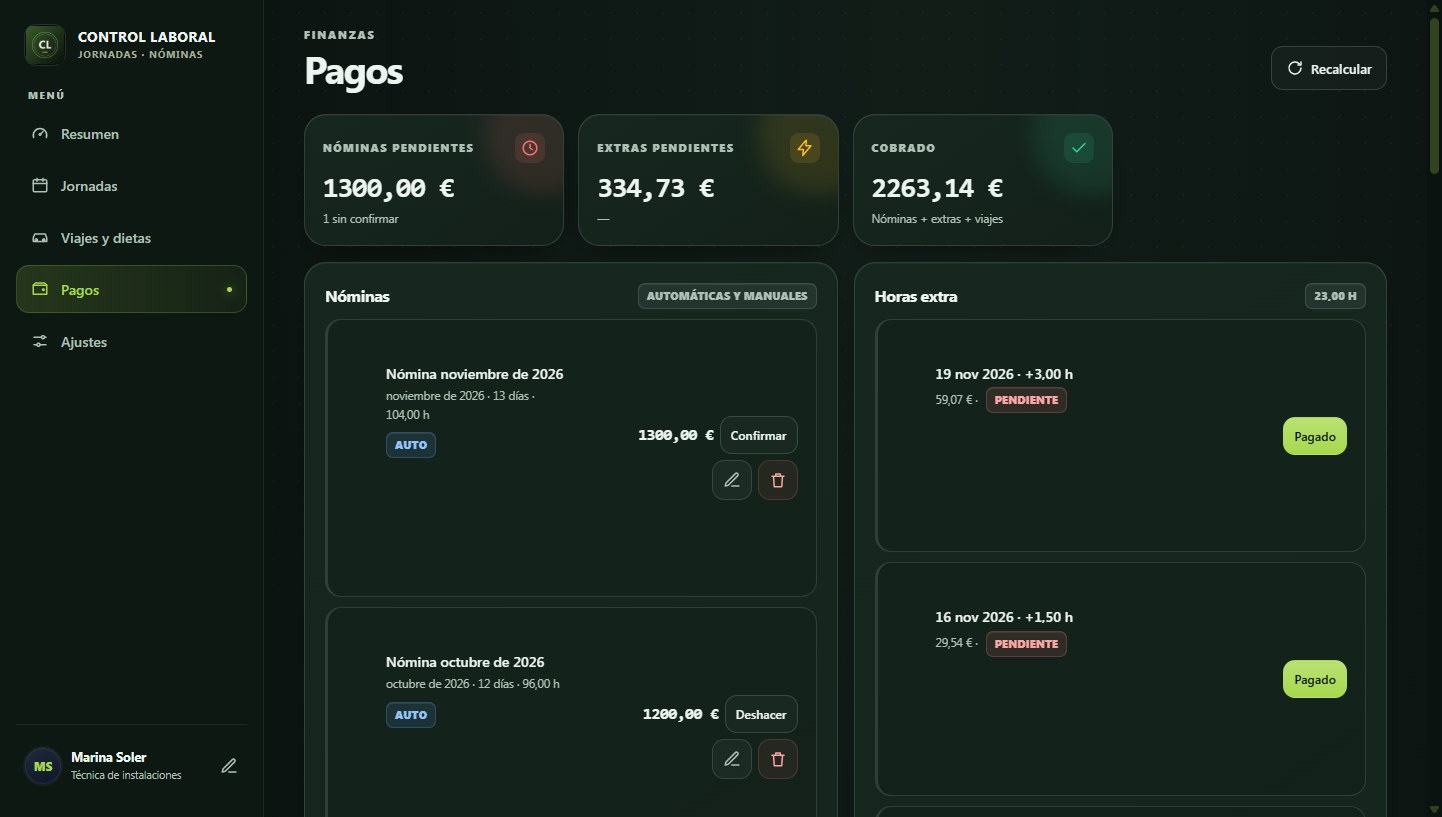 CL
CONTROL LABORAL
JORNADAS · NÓMINAS
MENÚ
Resumen
Jornadas
Viajes y dietas
Pagos
Ajustes
MS
Marina Soler
Técnica de instalaciones
FINANZAS
Pagos
Recalcular
NÓMINAS PENDIENTES
1300,00 €
1 sin confirmar
EXTRAS PENDIENTES
334,73 €
—
COBRADO
2263,14 €
Nóminas + extras + viajes
Nóminas
AUTOMÁTICAS Y MANUALES
Nómina noviembre de 2026
noviembre de 2026 · 13 días ·
104,00 h
AUTO
1300,00 €
Confirmar
Nómina octubre de 2026
octubre de 2026 · 12 días · 96,00 h
AUTO
1200,00 €
Deshacer
Horas extra
23,00 H
19 nov 2026 · +3,00 h
59,07 € · PENDIENTE
Pagado
16 nov 2026 · +1,50 h
29,54 € · PENDIENTE
Pagado